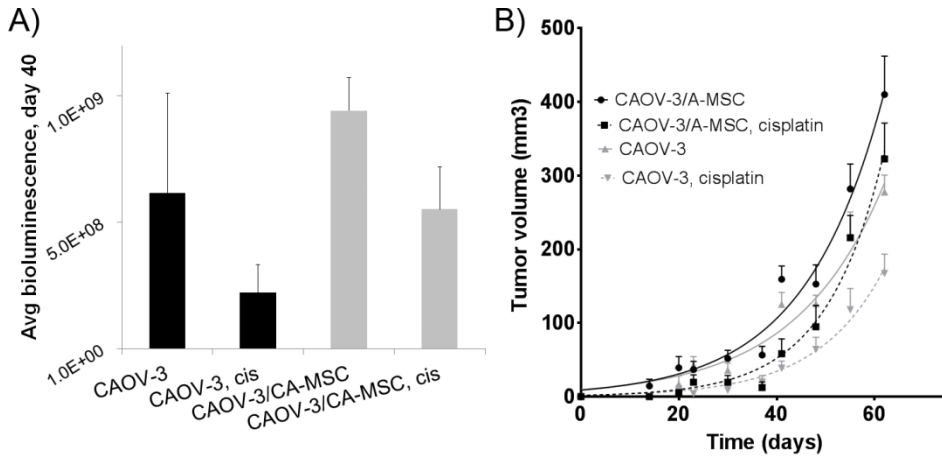 A)
Avg bioluminescence, day 40
1.0E+09
5.0E+08
1.0E+00
CAOV-3
CAOV-3, cis
CAOV-3/CA-MSC
CAOV-3/CA-MSC, cis
B)
Tumor volume (mm3)
500
400
300
200
100
0
CAOV-3/A-MSC
CAOV-3/A-MSC, cisplatin
CAOV-3
CAOV-3, cisplatin
0
20
40
60
Time (days)